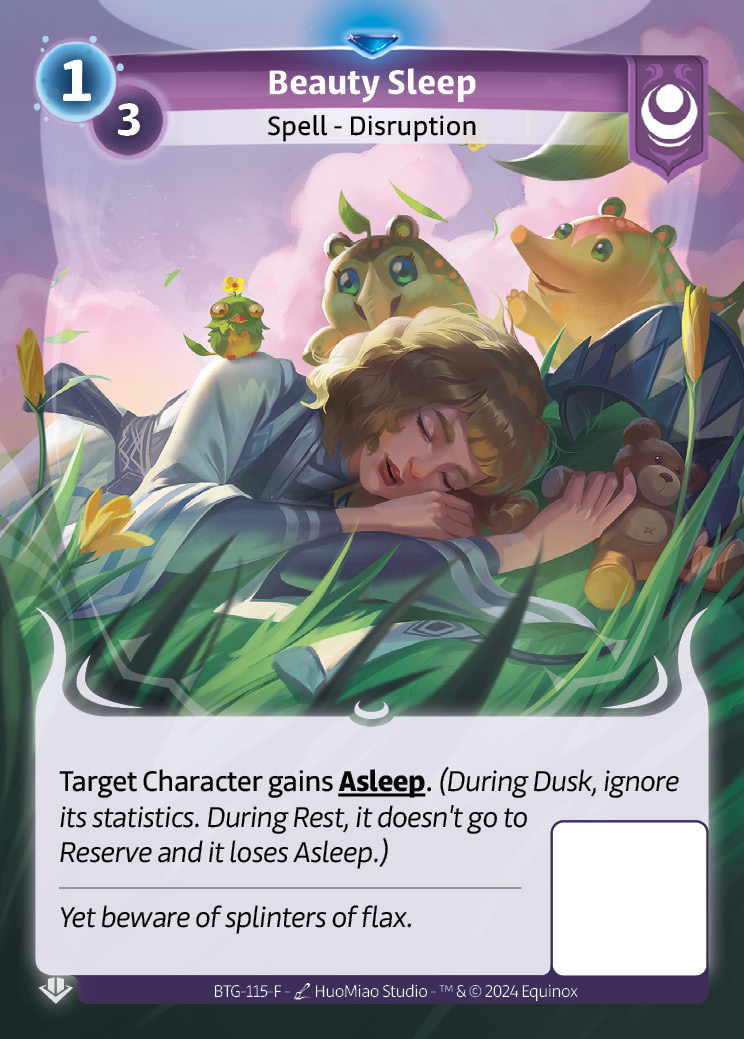 1
3
Beauty Sleep
Spell - Disruption
Target Character gains Asleep. (During Dusk, ignore
its statistics. During Rest, it doesn't go to
Reserve and it loses Asleep.)
Yet beware of splinters of flax.
BTG-115-F - HuoMiao Studio - ™ & © 2024 Equinox